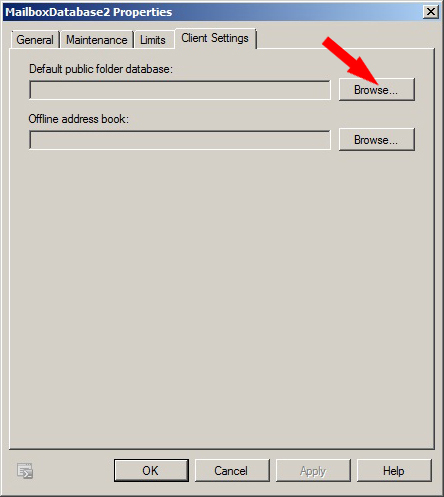 MailboxDatabase2 Properties
General Maintenance Limits Client Settings
Default public folder database:
Browse...
Offline address book:
Browse...
OK Cancel Apply Help